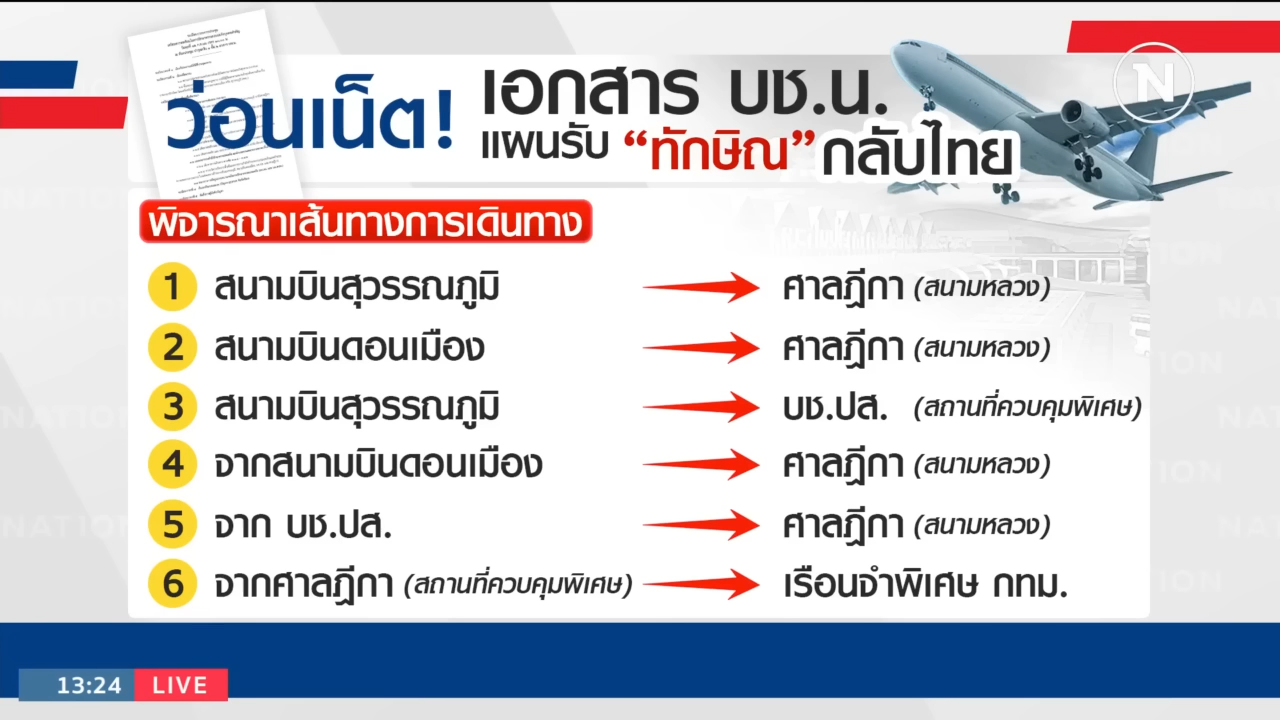 ว่อนเน็ต!
เอกสาร บช.น.
แผนรับ "ทักษิณ" กลับไทย
N
พิจารณาเส้นทางการเดินทาง
1 สนามบินสุวรรณภูมิ ศาลฎีกา (สนามหลวง)
2 สนามบินดอนเมือง ศาลฎีกา (สนามหลวง)
3 สนามบินสุวรรณภูมิ บช.ปส. (สถานที่ควบคุมพิเศษ)
4 จากสนามบินดอนเมือง ศาลฎีกา (สนามหลวง)
5 จาก บช.ปส. ศาลฎีกา (สนามหลวง)
6 จากศาลฎีกา (สถานที่ควบคุมพิเศษ) เรือนจำพิเศษ กทม.
13:24 LIVE